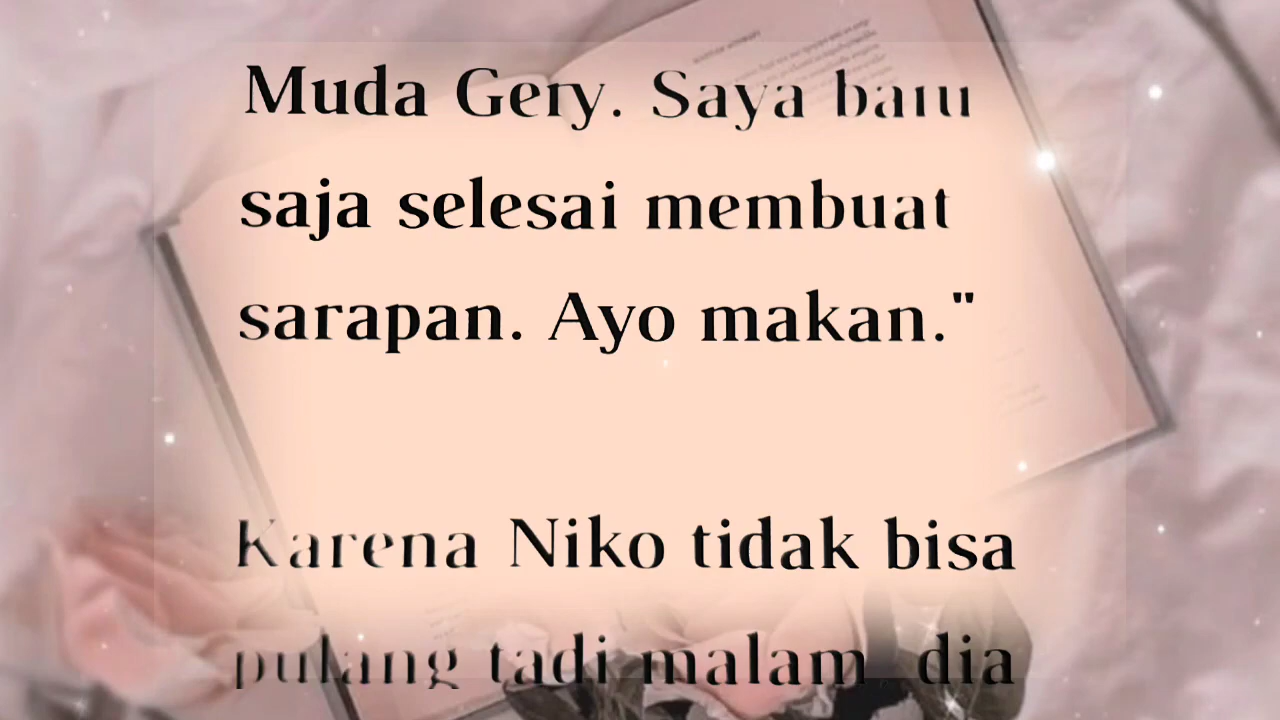 Muda Gery. Saya baru
saja selesai membuat
sarapan. Ayo makan."
Karena Niko tidak bisa
pulang tadi malam dia